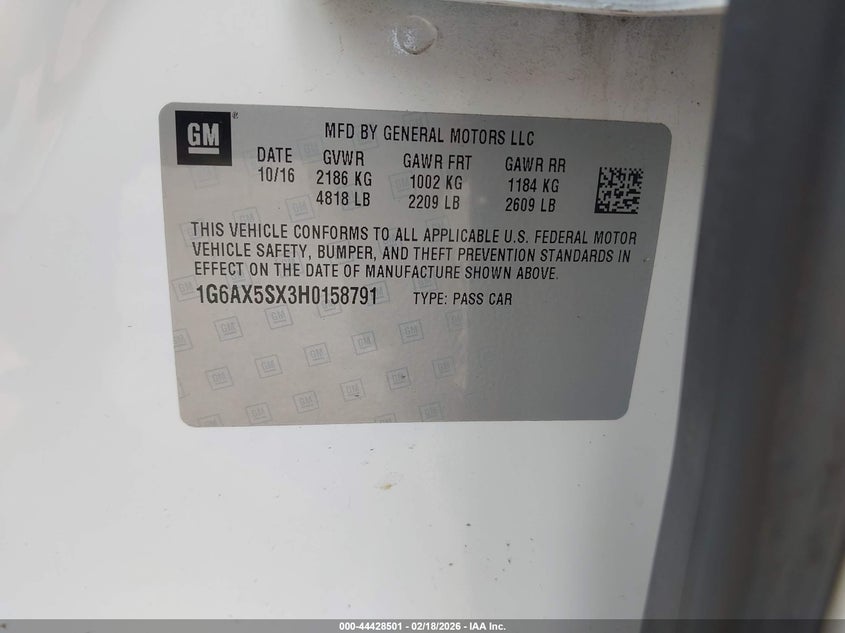 GM®
MFD BY GENERAL MOTORS LLC
DATE GVWR GAWR FRT GAWR RR
10/16 2186 KG 1002 KG 1184 KG
4818 LB 2209 LB 2609 LB
THIS VEHICLE CONFORMS TO ALL APPLICABLE U.S. FEDERAL MOTOR
VEHICLE SAFETY, BUMPER, AND THEFT PREVENTION STANDARDS IN
EFFECT ON THE DATE OF MANUFACTURE SHOWN ABOVE.
1G6AX5SX3H0158791 TYPE: PASS CAR
000-44428501 - 02/18/2026 - IAA Inc.